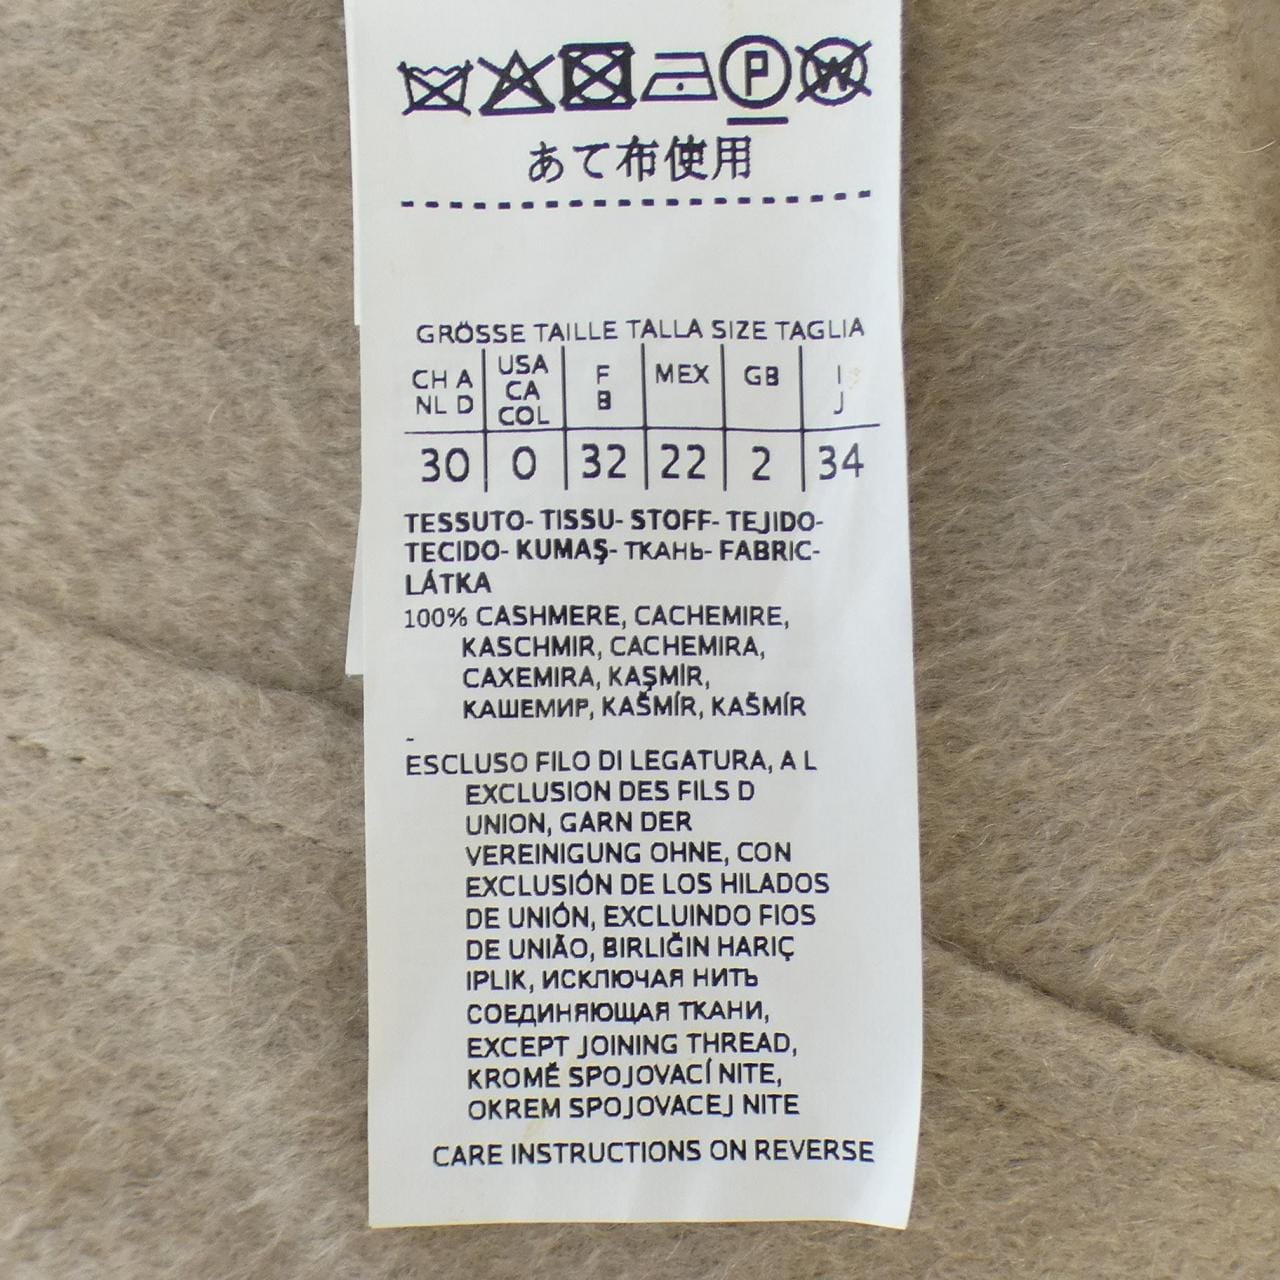 P W
あて布使用
GRÖSSE TAILLE TALLA SIZE TAGLIA
CH A NL D USA CA COL F B MEX GB I J
30 0 32 22 2 34
TESSUTO- TISSU- STOFF- TEJIDO-
TECIDO- KUMAŞ- ТКАНЬ- FABRIC-
LÁTKA
100% CASHMERE, CACHEMIRE,
KASCHMIR, CACHEMIRA,
CAXEMIRA, KAŞMİR,
КАШЕМИР, KAŠMÍR, KAŠMÍR
-
ESCLUSO FILO DI LEGATURA, A L
EXCLUSION DES FILS D
UNION, GARN DER
VEREINIGUNG OHNE, CON
EXCLUSIÓN DE LOS HILADOS
DE UNIÓN, EXCLUINDO FIOS
DE UNIÃO, BIRLIĞIN HARIÇ
IPLIK, ИСКЛЮЧАЯ НИТЬ
СОЕДИНЯЮЩАЯ ТКАНИ,
EXCEPT JOINING THREAD,
KROMĚ SPOJOVACÍ NITE,
OKREM SPOJOVACEJ NITE
CARE INSTRUCTIONS ON REVERSE